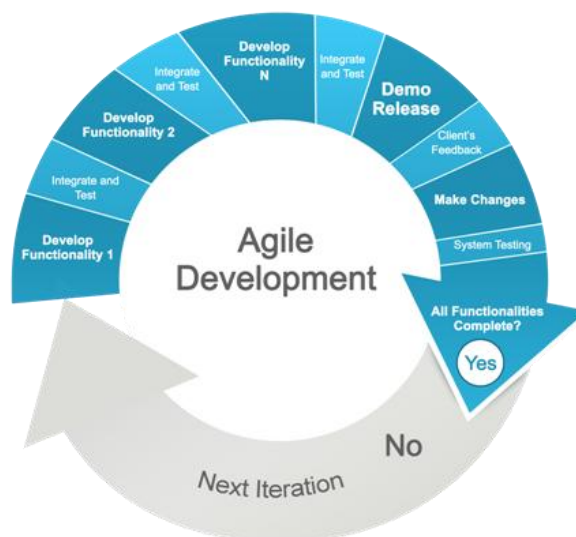 Develop
Functionality 1
Integrate and
Test
Develop
Functionality 2
Integrate
and Test
Develop
Functionality
N
Integrate
and Test
Demo
Release
Client's
Feedback
Make Changes
System Testing
All Functionalities
Complete?
Yes
No
Next Iteration
Agile
Development